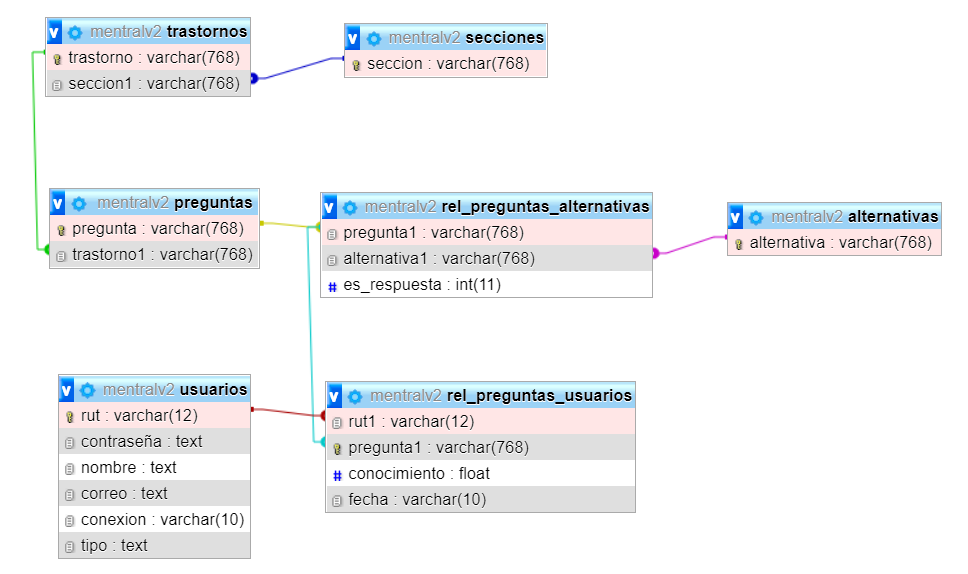 v mentralv2 trastornos
trastorno : varchar(768)
seccion1 : varchar(768)
v mentralv2 secciones
seccion : varchar(768)
v mentralv2 preguntas
pregunta : varchar(768)
trastorno1 : varchar(768)
v mentralv2 rel_preguntas_alternativas
pregunta1 : varchar(768)
alternativa1 : varchar(768)
# es_respuesta : int(11)
v mentralv2 alternativas
alternativa : varchar(768)
v mentralv2 usuarios
rut : varchar(12)
contraseña : text
nombre : text
correo : text
conexion : varchar(10)
tipo : text
v mentralv2 rel_preguntas_usuarios
rut1 : varchar(12)
pregunta1 : varchar(768)
# conocimiento : float
fecha : varchar(10)